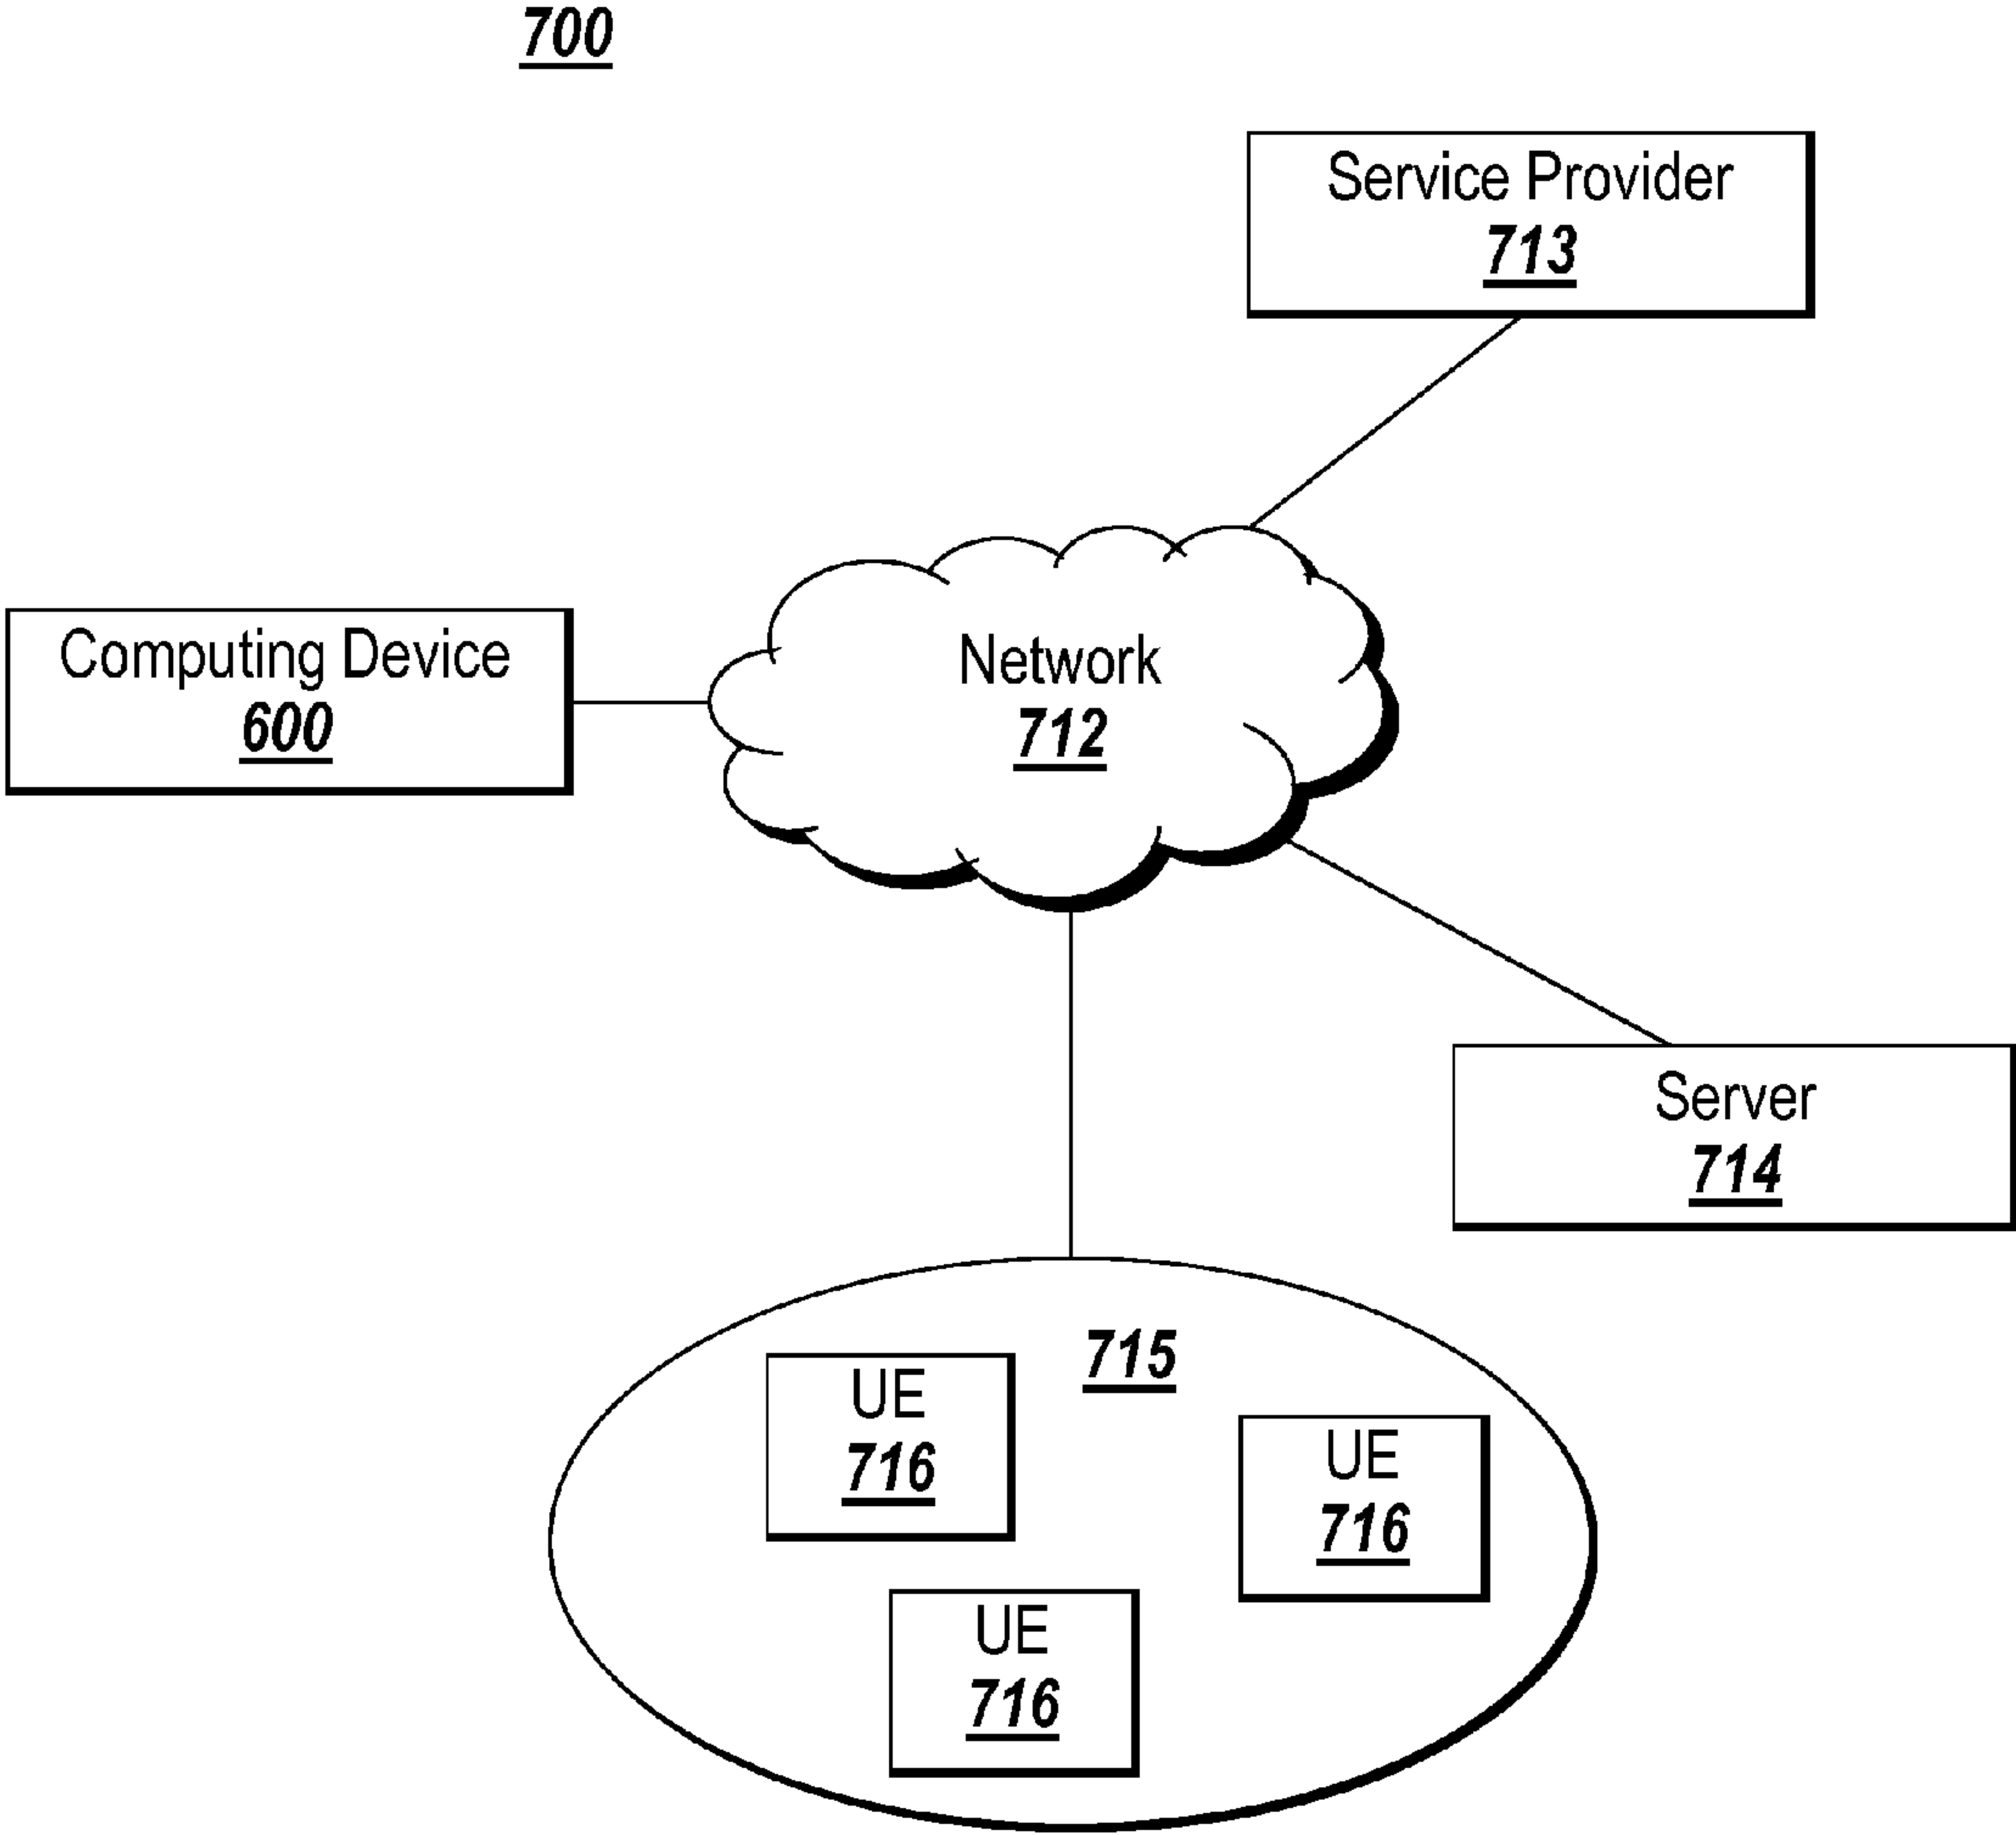 700
Service Provider
713
Computing Device
600
Network
712
Server
714
715
UE
716
UE
716
UE
716